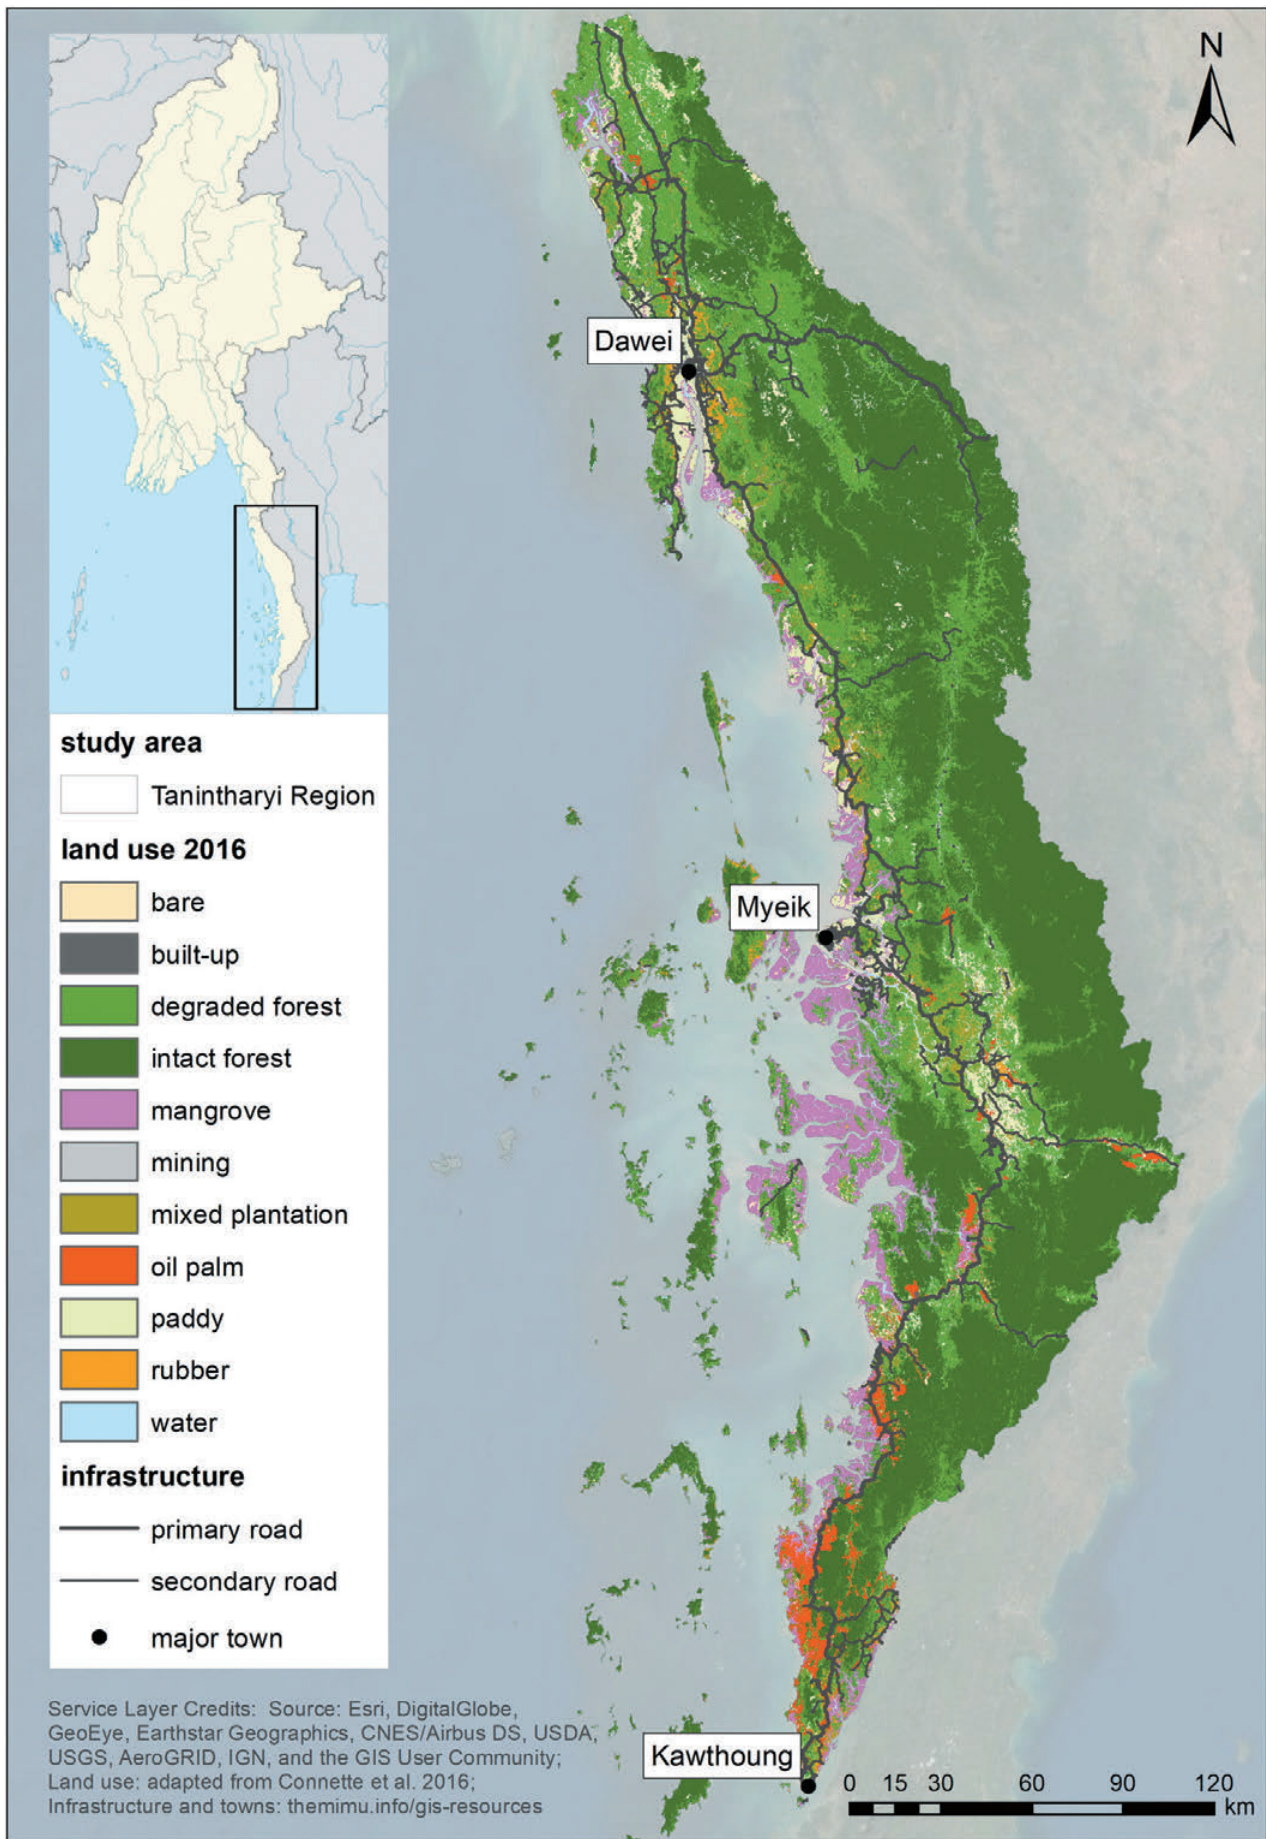 N
Dawei
Myeik
Kawthoung
study area
Tanintharyi Region
land use 2016
bare
built-up
degraded forest
intact forest
mangrove
mining
mixed plantation
oil palm
paddy
rubber
water
infrastructure
primary road
secondary road
major town
Service Layer Credits: Source: Esri, DigitalGlobe,
GeoEye, Earthstar Geographics, CNES/Airbus DS, USDA,
USGS, AeroGRID, IGN, and the GIS User Community;
Land use: adapted from Connette et al. 2016;
Infrastructure and towns: themimu.info/gis-resources
0 15 30 60 90 120
km